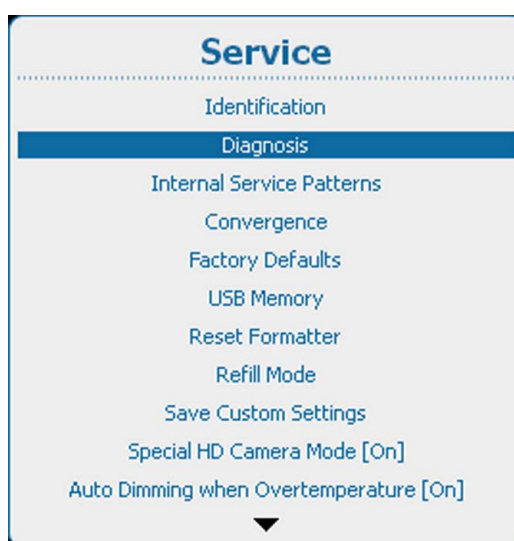 Service
Identification
Diagnosis
Internal Service Patterns
Convergence
Factory Defaults
USB Memory
Reset Formatter
Refill Mode
Save Custom Settings
Special HD Camera Mode [On]
Auto Dimming when Overtemperature [On]